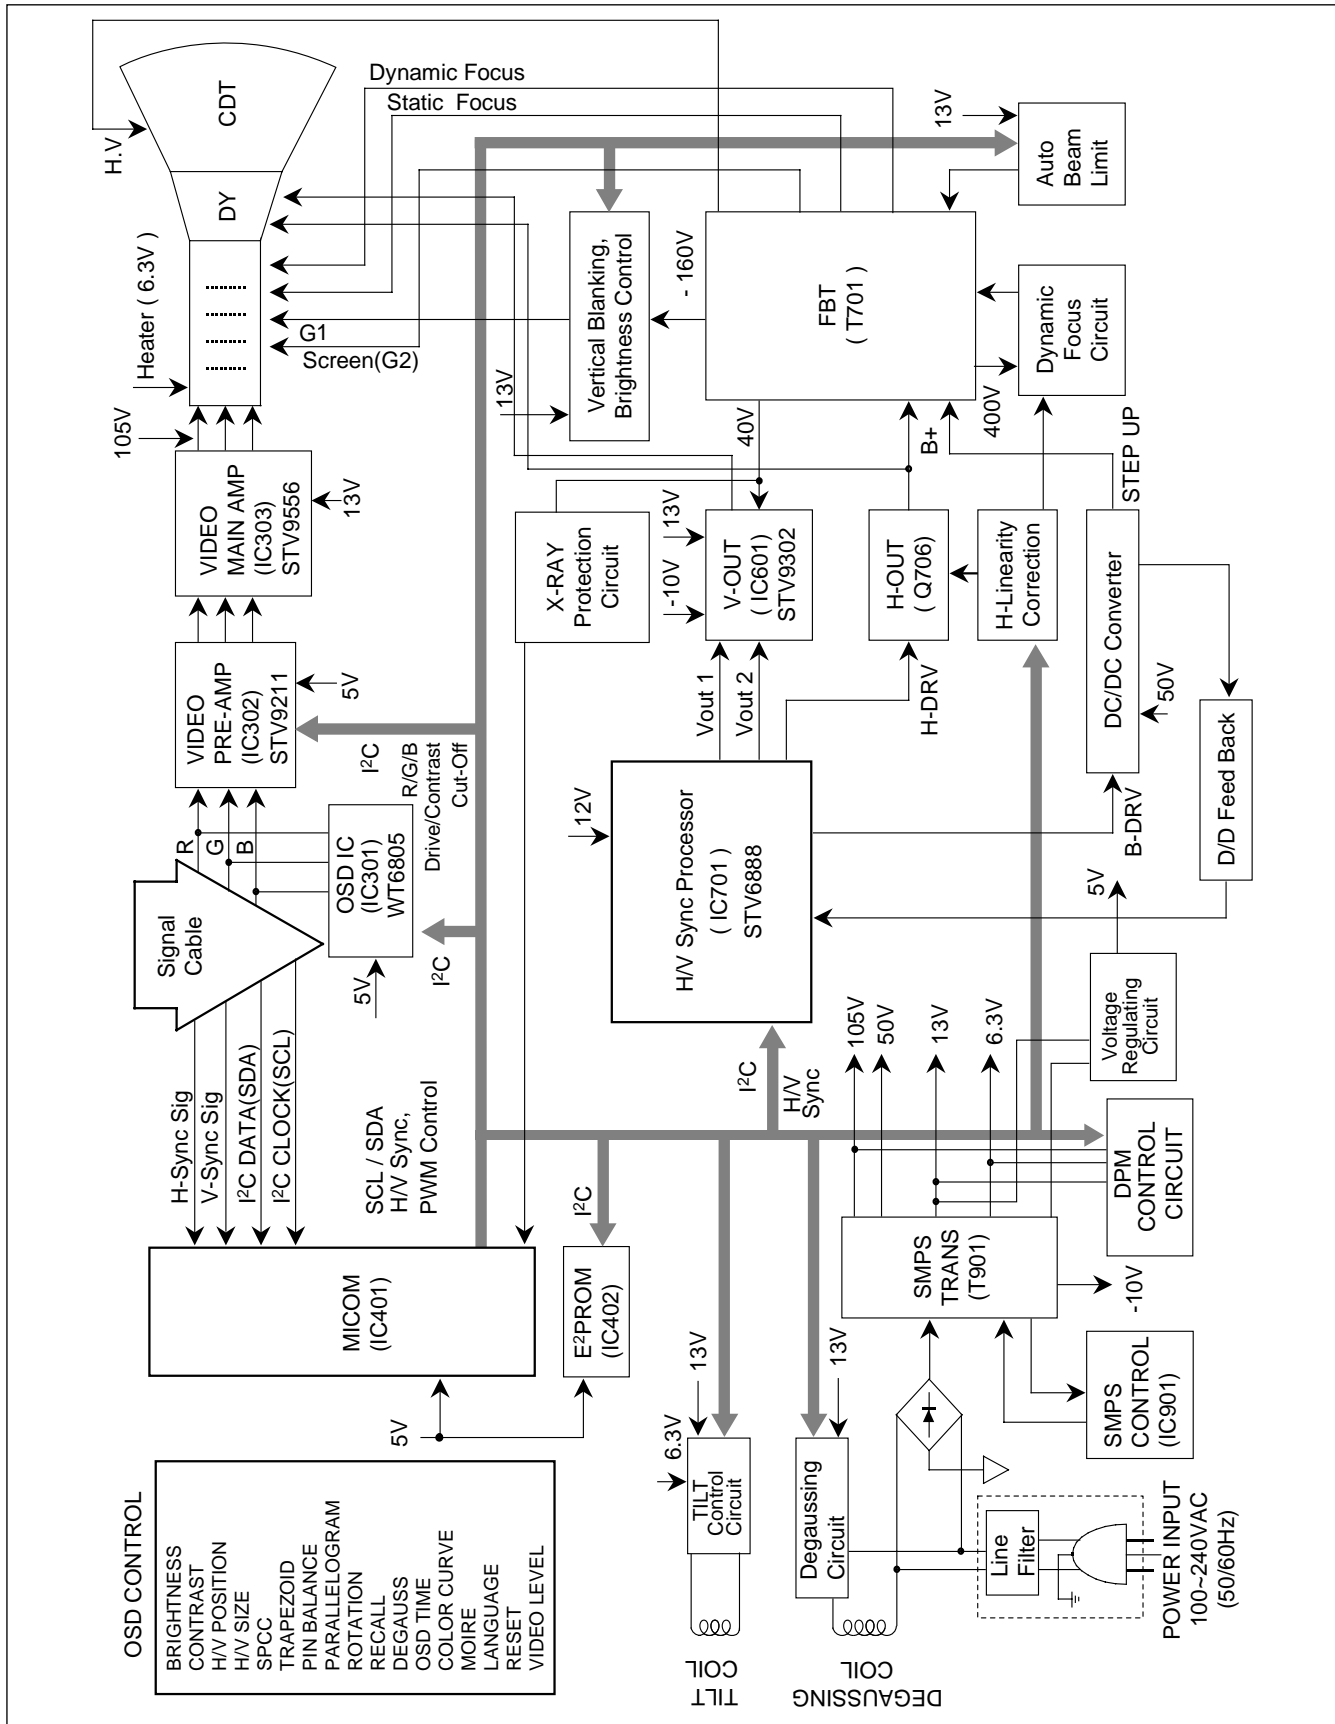 OSD CONTROL
BRIGHTNESS
CONTRAST
H/V POSITION
H/V SIZE
SPCC
TRAPEZOID
PIN BALANCE
PARALLELOGRAM
ROTATION
RECALL
DEGAUSS
OSD TIME
COLOR CURVE
MOIRE
LANGUAGE
RESET
VIDEO LEVEL
5V
MICOM
(IC401)
H-Sync Sig
V-Sync Sig
I²C DATA(SDA)
I²C CLOCK(SCL)
SCL / SDA
H/V Sync,
PWM Control
Signal
Cable
R
G
B
OSD IC
(IC301)
WT6805
5V
I²C
VIDEO
PRE-AMP
(IC302)
STV9211
5V
I²C
R/G/B
Drive/Contrast
Cut-Off
VIDEO
MAIN AMP
(IC303)
STV9556
13V
105V
Heater ( 6.3V )
G1
Screen(G2)
DY
CDT
H.V
Dynamic Focus
Static Focus
E²PROM
(IC402)
I²C
X-RAY
Protection
Circuit
13V
Vertical Blanking,
Brightness Control
- 160V
TILT
COIL
TILT
Control
Circuit
6.3V
13V
H/V Sync Processor
( IC701 )
STV6888
12V
I²C
H/V
Sync
Vout 1
Vout 2
V-OUT
( IC601 )
STV9302
-10V
13V
40V
FBT
( T701 )
H-DRV
H-OUT
( Q706 )
B+
400V
H-Linearity
Correction
Dynamic
Focus
Circuit
Auto
Beam
Limit
13V
DEGAUSSING
COIL
Degaussing
Circuit
13V
SMPS
TRANS
(T901)
105V
50V
13V
6.3V
-10V
B-DRV
DC/DC Converter
50V
STEP UP
D/D Feed Back
Voltage
Regulating
Circuit
5V
DPM
CONTROL
CIRCUIT
SMPS
CONTROL
(IC901)
Line
Filter
POWER INPUT
100~240VAC
(50/60Hz)